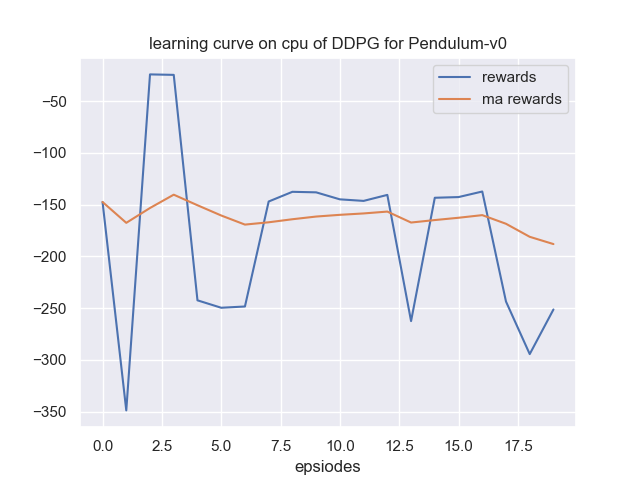 learning curve on cpu of DDPG for Pendulum-v0
rewards
ma rewards
−50
−100
−150
−200
−250
−300
−350
0.0 2.5 5.0 7.5 10.0 12.5 15.0 17.5
epsiodes